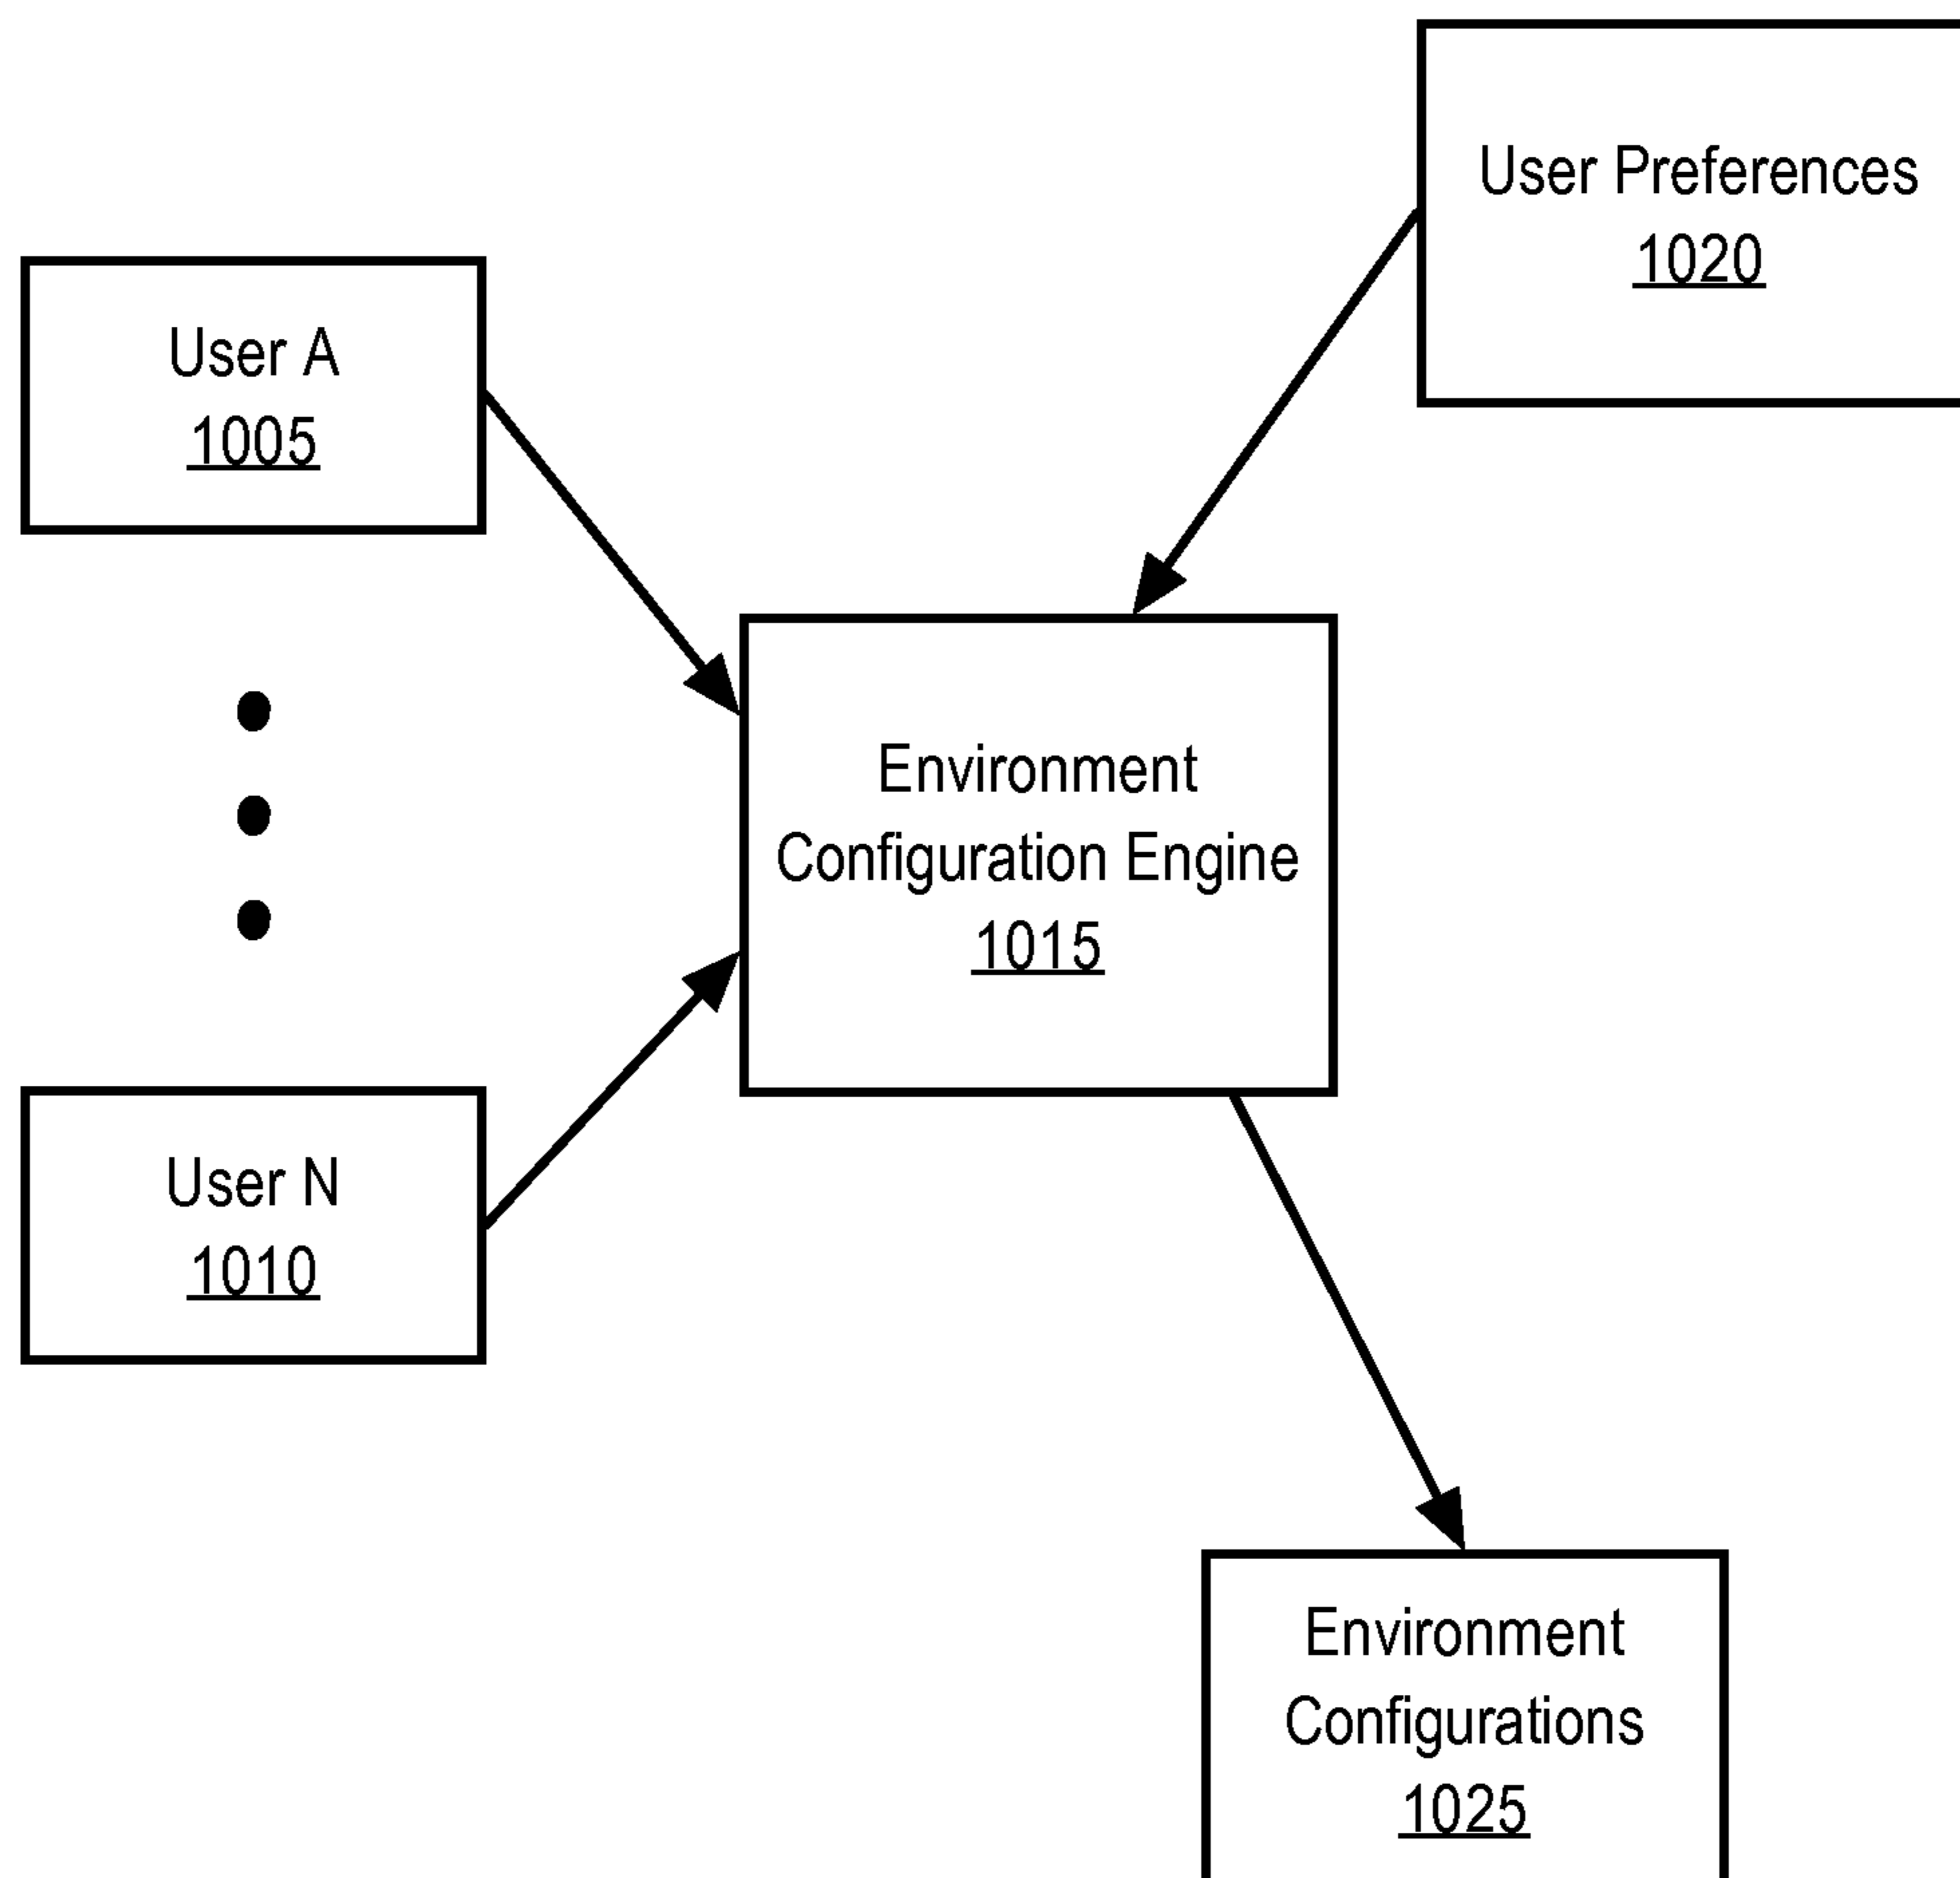 User Preferences
1020
User A
1005
Environment
Configuration Engine
1015
User N
1010
Environment
Configurations
1025